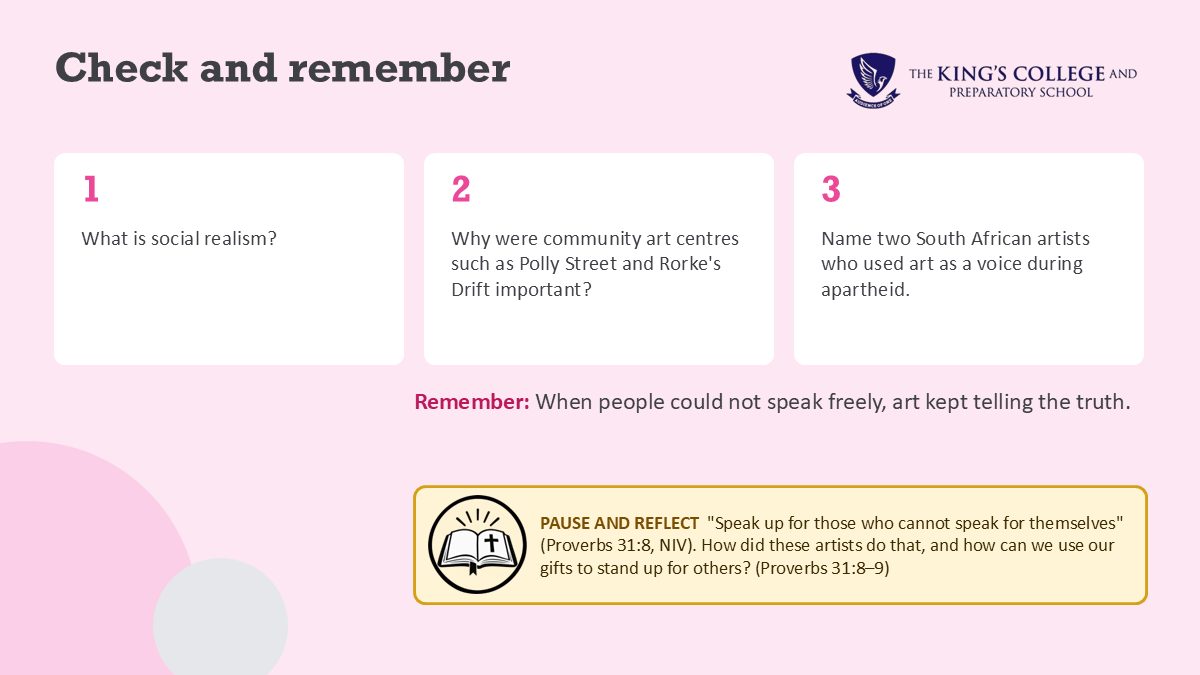 Check and remember
THE KING'S COLLEGE AND
PREPARATORY SCHOOL
AUDIENCE OF ONE
1
What is social realism?
2
Why were community art centres
such as Polly Street and Rorke's
Drift important?
3
Name two South African artists
who used art as a voice during
apartheid.
Remember: When people could not speak freely, art kept telling the truth.
PAUSE AND REFLECT "Speak up for those who cannot speak for themselves"
(Proverbs 31:8, NIV). How did these artists do that, and how can we use our
gifts to stand up for others? (Proverbs 31:8–9)